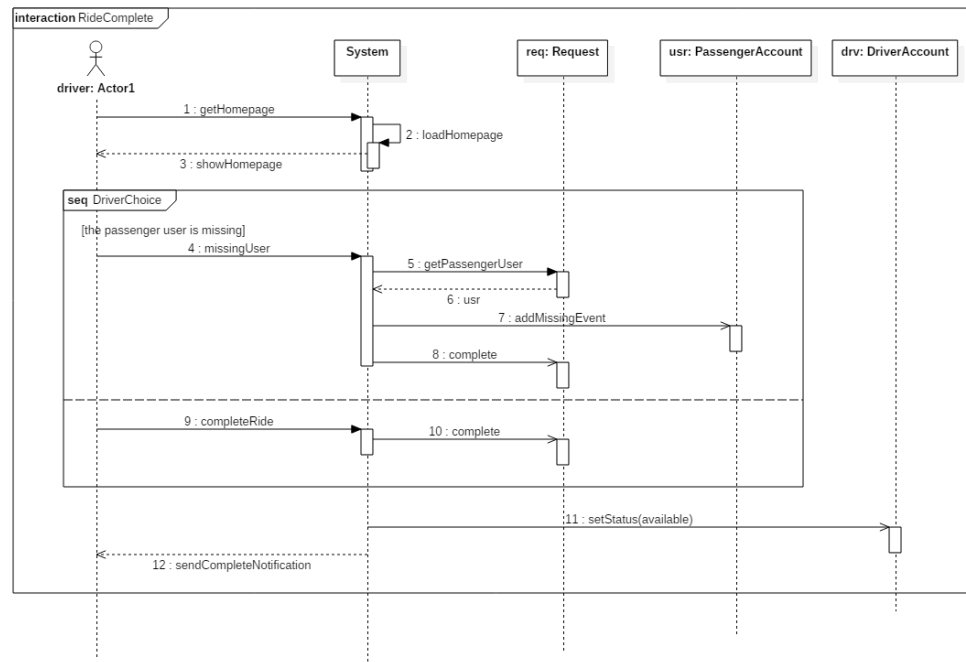 interaction RideComplete
System
req: Request
usr: PassengerAccount
drv: DriverAccount
driver: Actor1
1 : getHomepage
2 : loadHomepage
3 : showHomepage
seq DriverChoice
[the passenger user is missing]
4 : missingUser
5 : getPassengerUser
6 : usr
7 : addMissingEvent
8 : complete
9 : completeRide
10 : complete
11 : setStatus(available)
12 : sendCompleteNotification